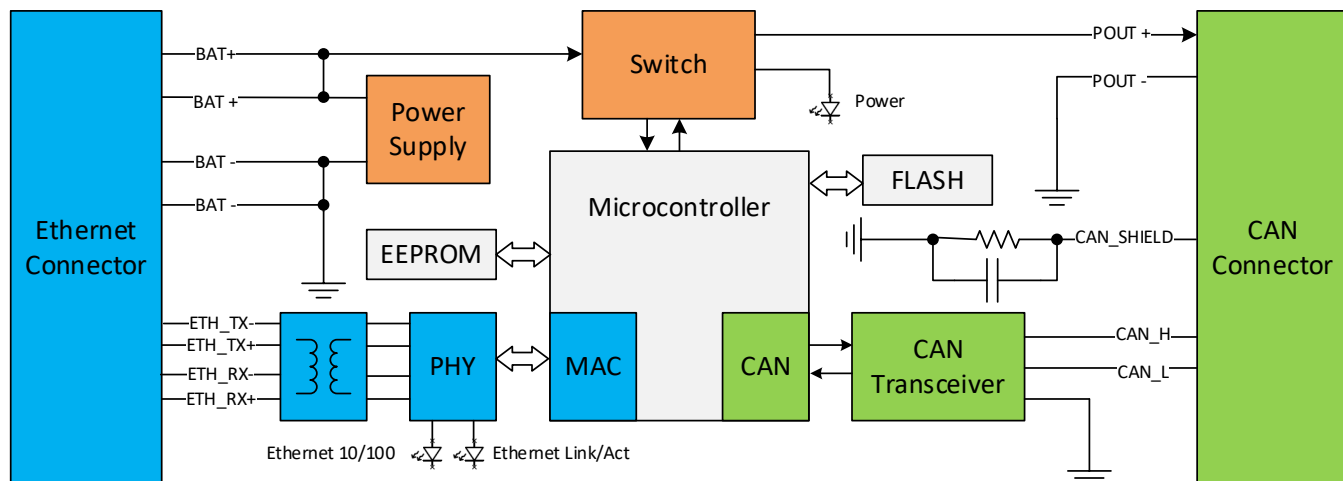 Ethernet
Connector
BAT+
BAT +
BAT -
BAT -
Power
Supply
Switch
Power
POUT +
POUT -
Microcontroller
FLASH
EEPROM
CAN_SHIELD
CAN
Connector
ETH_TX-
ETH_TX+
ETH_RX-
ETH_RX+
PHY
MAC
CAN
CAN
Transceiver
CAN_H
CAN_L
Ethernet 10/100
Ethernet Link/Act